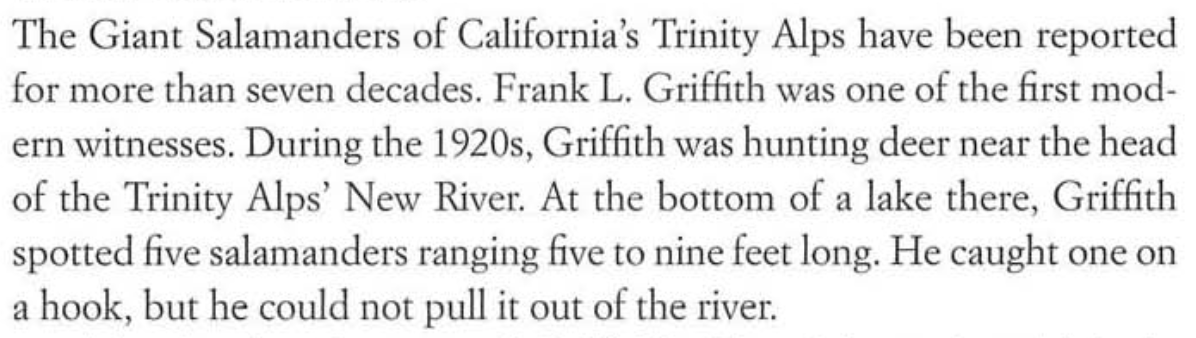 The Giant Salamanders of California's Trinity Alps have been reported
for more than seven decades. Frank L. Griffith was one of the first mod-
ern witnesses. During the 1920s, Griffith was hunting deer near the head
of the Trinity Alps' New River. At the bottom of a lake there, Griffith
spotted five salamanders ranging five to nine feet long. He caught one on
a hook, but he could not pull it out of the river.